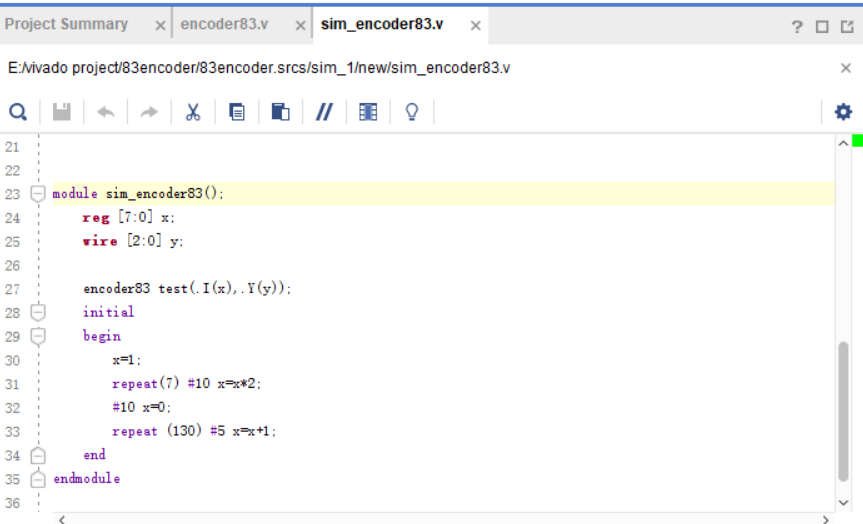 Project Summary × encoder83.v × sim_encoder83.v ×
E:/vivado project/83encoder/83encoder.srcs/sim_1/new/sim_encoder83.v
21
22
23 module sim_encoder83();
24 reg [7:0] x;
25 wire [2:0] y;
26
27 encoder83 test(.I(x),.Y(y));
28 initial
29 begin
30 x=1;
31 repeat(7) #10 x=x*2;
32 #10 x=0;
33 repeat (130) #5 x=x+1;
34 end
35 endmodule
36